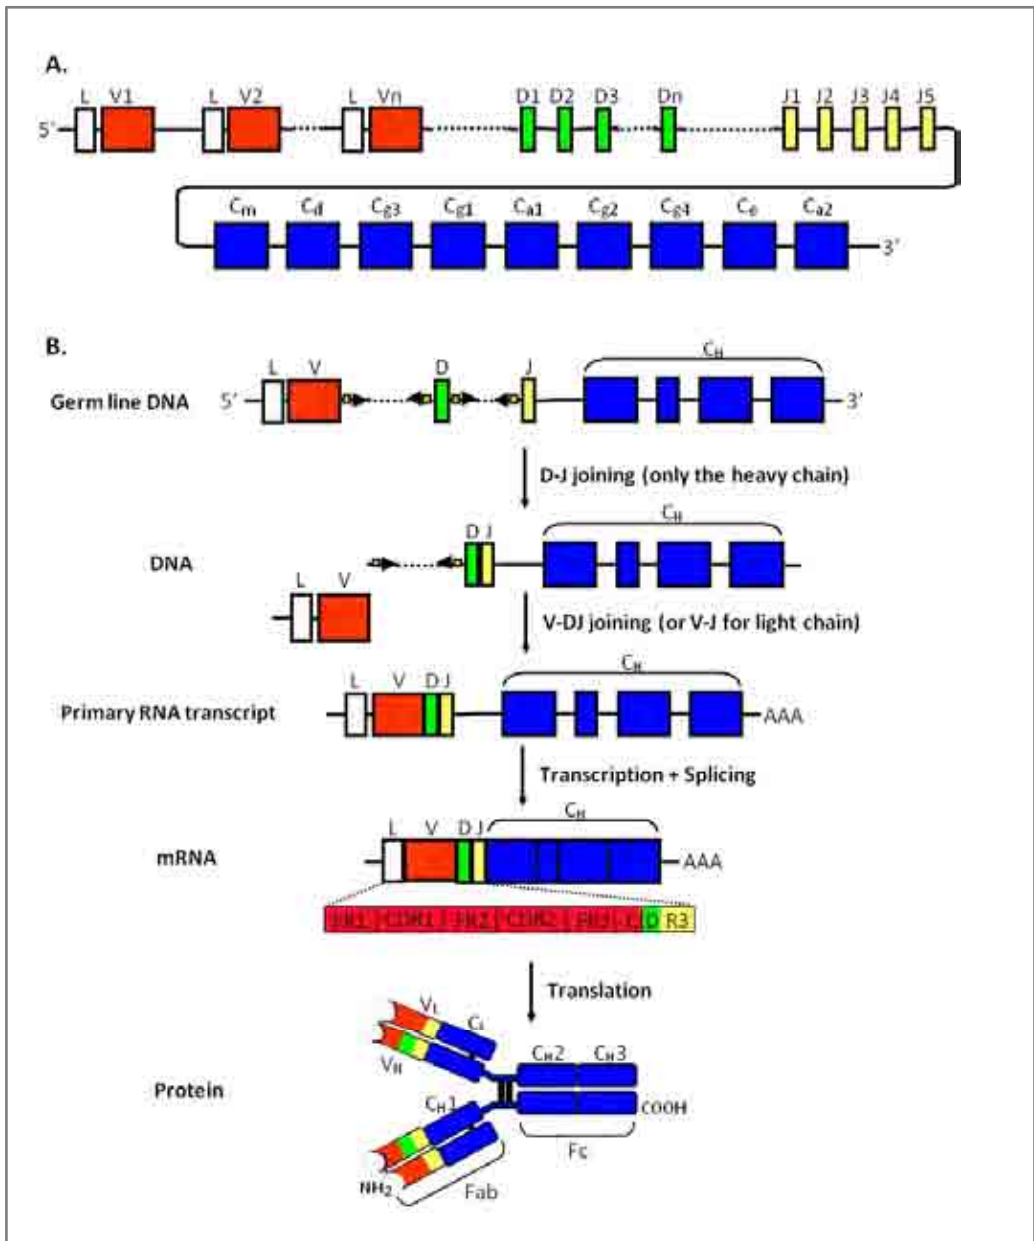 A.
L V1 L V2 L Vn D1 D2 D3 Dn J1 J2 J3 J4 J5
5’
Cm Cd Cg3 Cg1 Ca1 Cg2 Cg4 Ce Ca2
3’
B.
CH
L V D J
Germ line DNA 5’ 3’
D-J joining (only the heavy chain)
CH
D J
DNA
L V
V-DJ joining (or V-J for light chain)
CH
L V D J
Primary RNA transcript AAA
Transcription + Splicing
CH
L V D J
mRNA AAA
FR1 CDR1 FR2 CDR2 FR3 C D R3
Translation
VL CL
CH2 CH3
VH
Protein
CH1 COOH
Fc
NH2 Fab